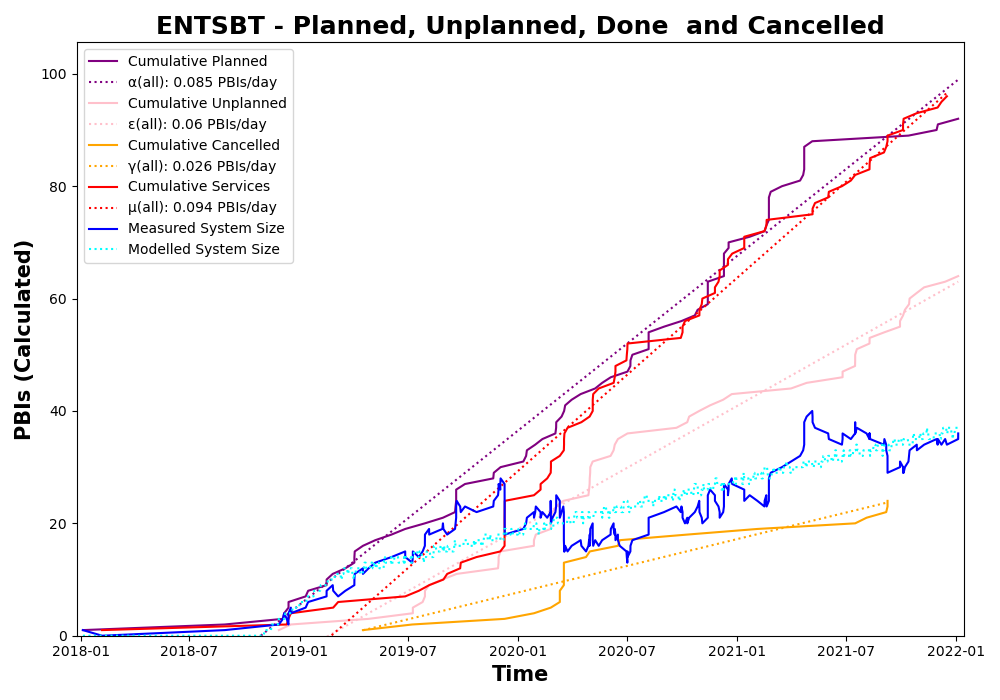 ENTSBT - Planned, Unplanned, Done  and Cancelled
Cumulative Planned
α(all): 0.085 PBIs/day
Cumulative Unplanned
ε(all): 0.06 PBIs/day
Cumulative Cancelled
γ(all): 0.026 PBIs/day
Cumulative Services
μ(all): 0.094 PBIs/day
Measured System Size
Modelled System Size
PBIs (Calculated)
100
80
60
40
20
0
2018-01 2018-07 2019-01 2019-07 2020-01 2020-07 2021-01 2021-07 2022-01
Time